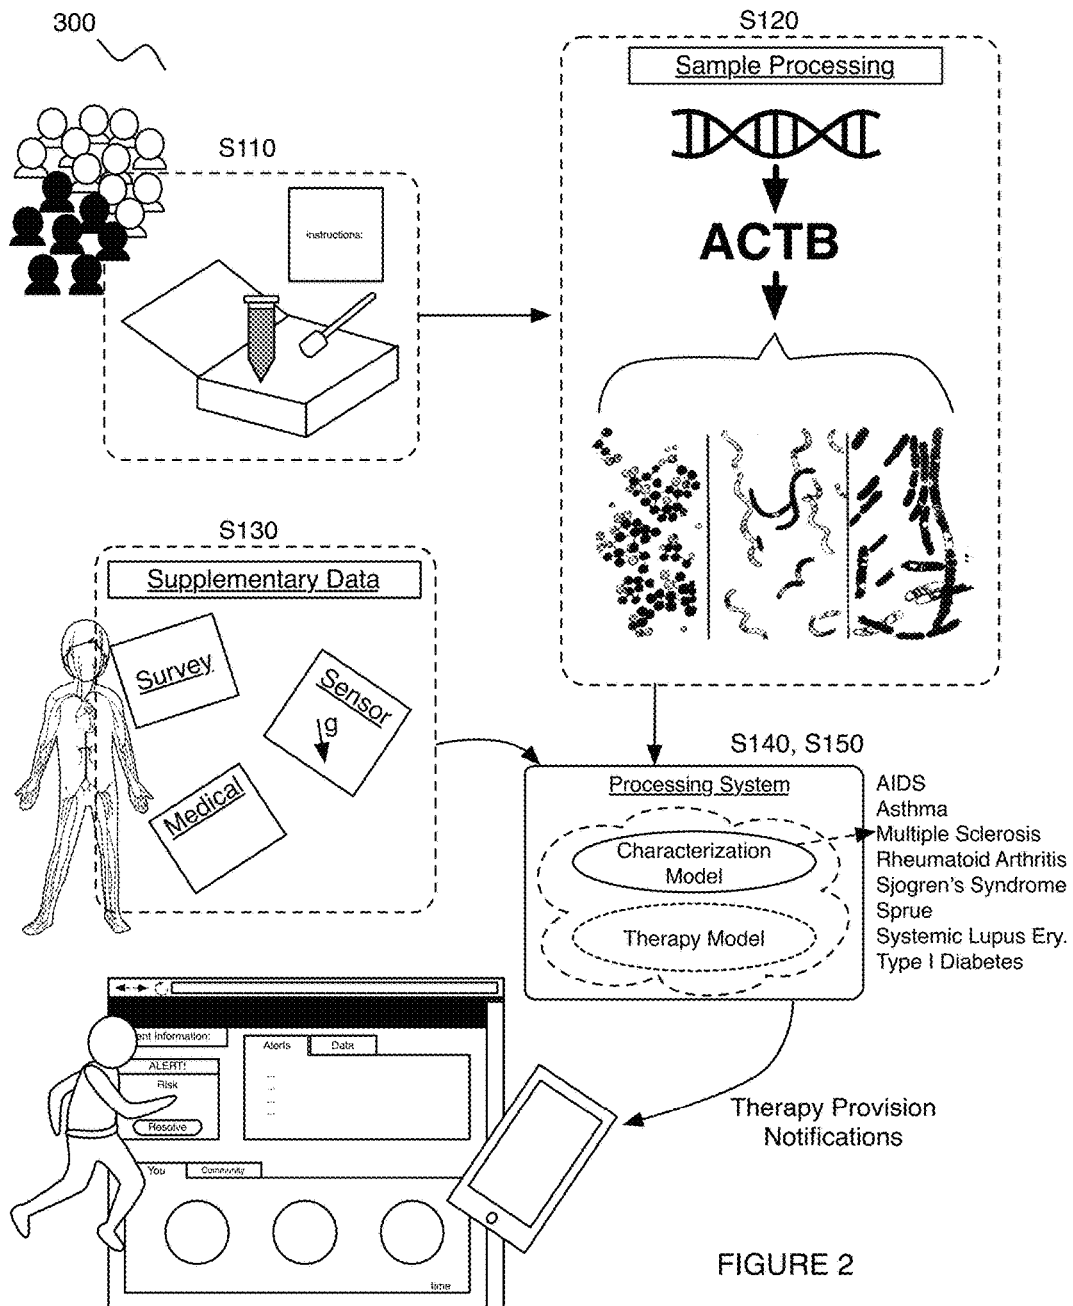 300
S110
instructions:
S120
Sample Processing
ACTB
S130
Supplementary Data
Survey
Sensor
g
Medical
S140, S150
Processing System
Characterization
Model
Therapy Model
AIDS
Asthma
Multiple Sclerosis
Rheumatoid Arthritis
Sjogren's Syndrome
Sprue
Systemic Lupus Ery.
Type I Diabetes
ent Information:
ALERT!
Risk
Resolve
Alerts
Data
You
Community
time
Therapy Provision
Notifications
FIGURE 2